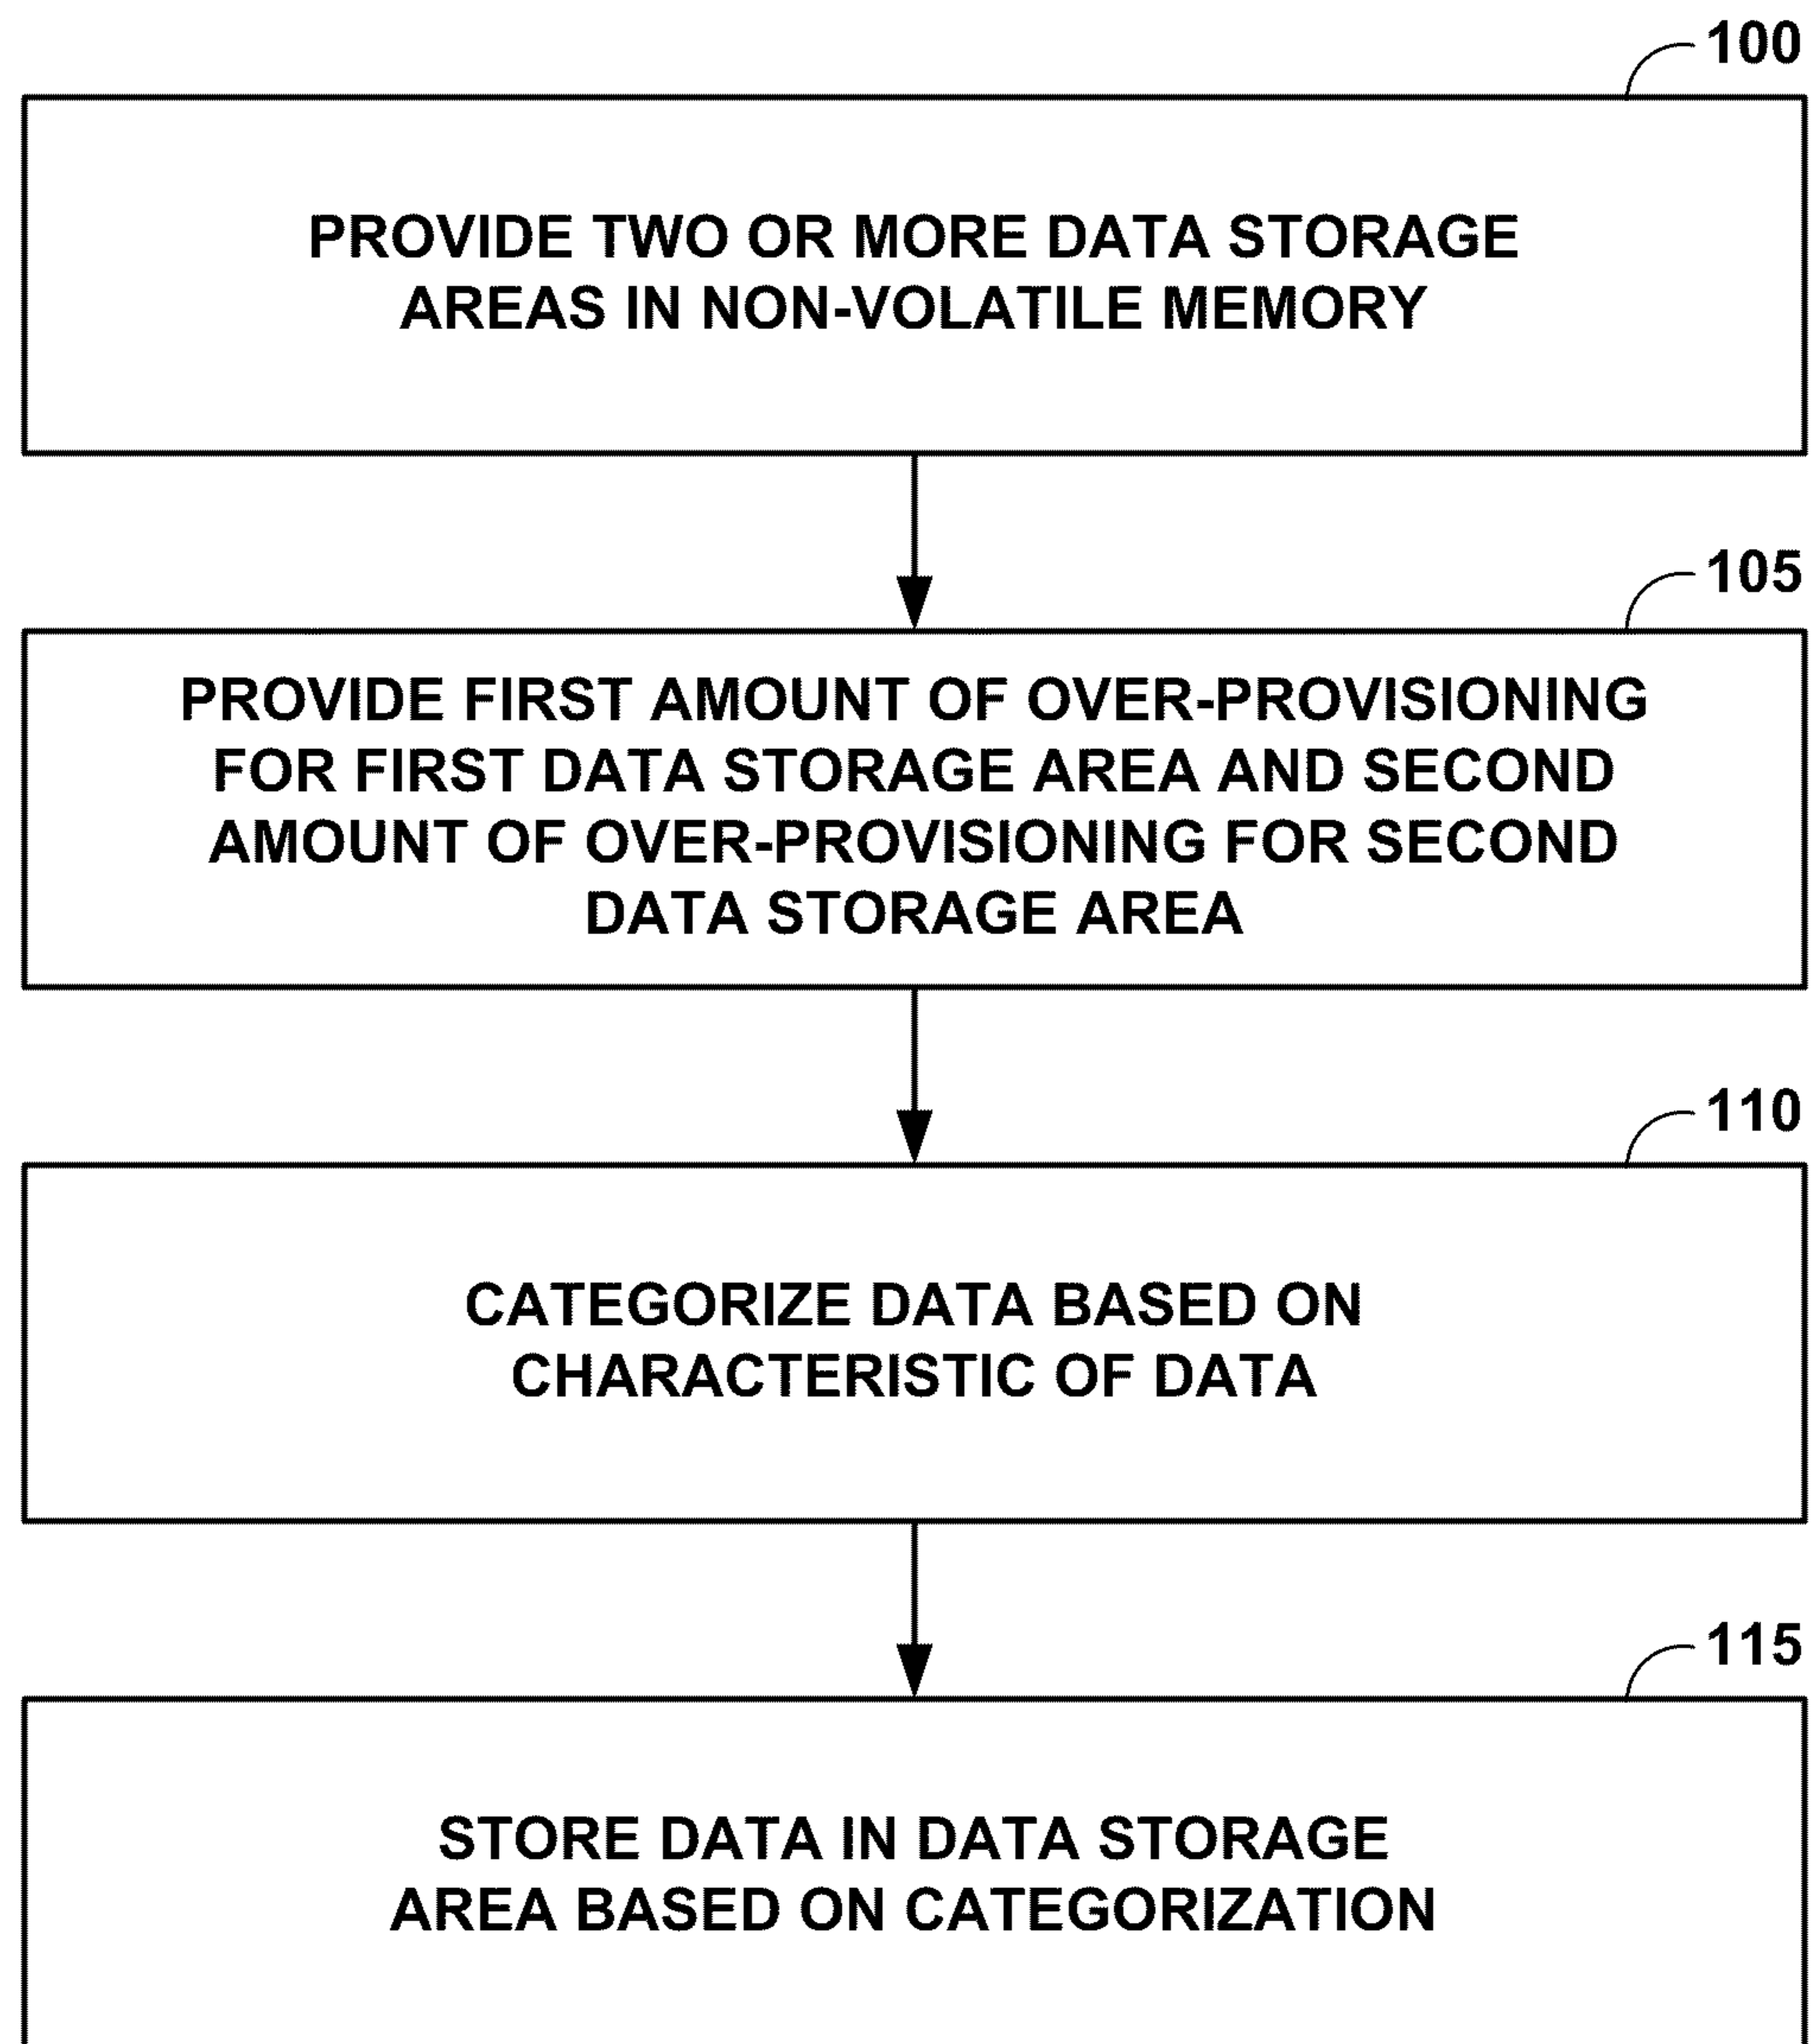 100
PROVIDE TWO OR MORE DATA STORAGE
AREAS IN NON-VOLATILE MEMORY
105
PROVIDE FIRST AMOUNT OF OVER-PROVISIONING
FOR FIRST DATA STORAGE AREA AND SECOND
AMOUNT OF OVER-PROVISIONING FOR SECOND
DATA STORAGE AREA
110
CATEGORIZE DATA BASED ON
CHARACTERISTIC OF DATA
115
STORE DATA IN DATA STORAGE
AREA BASED ON CATEGORIZATION